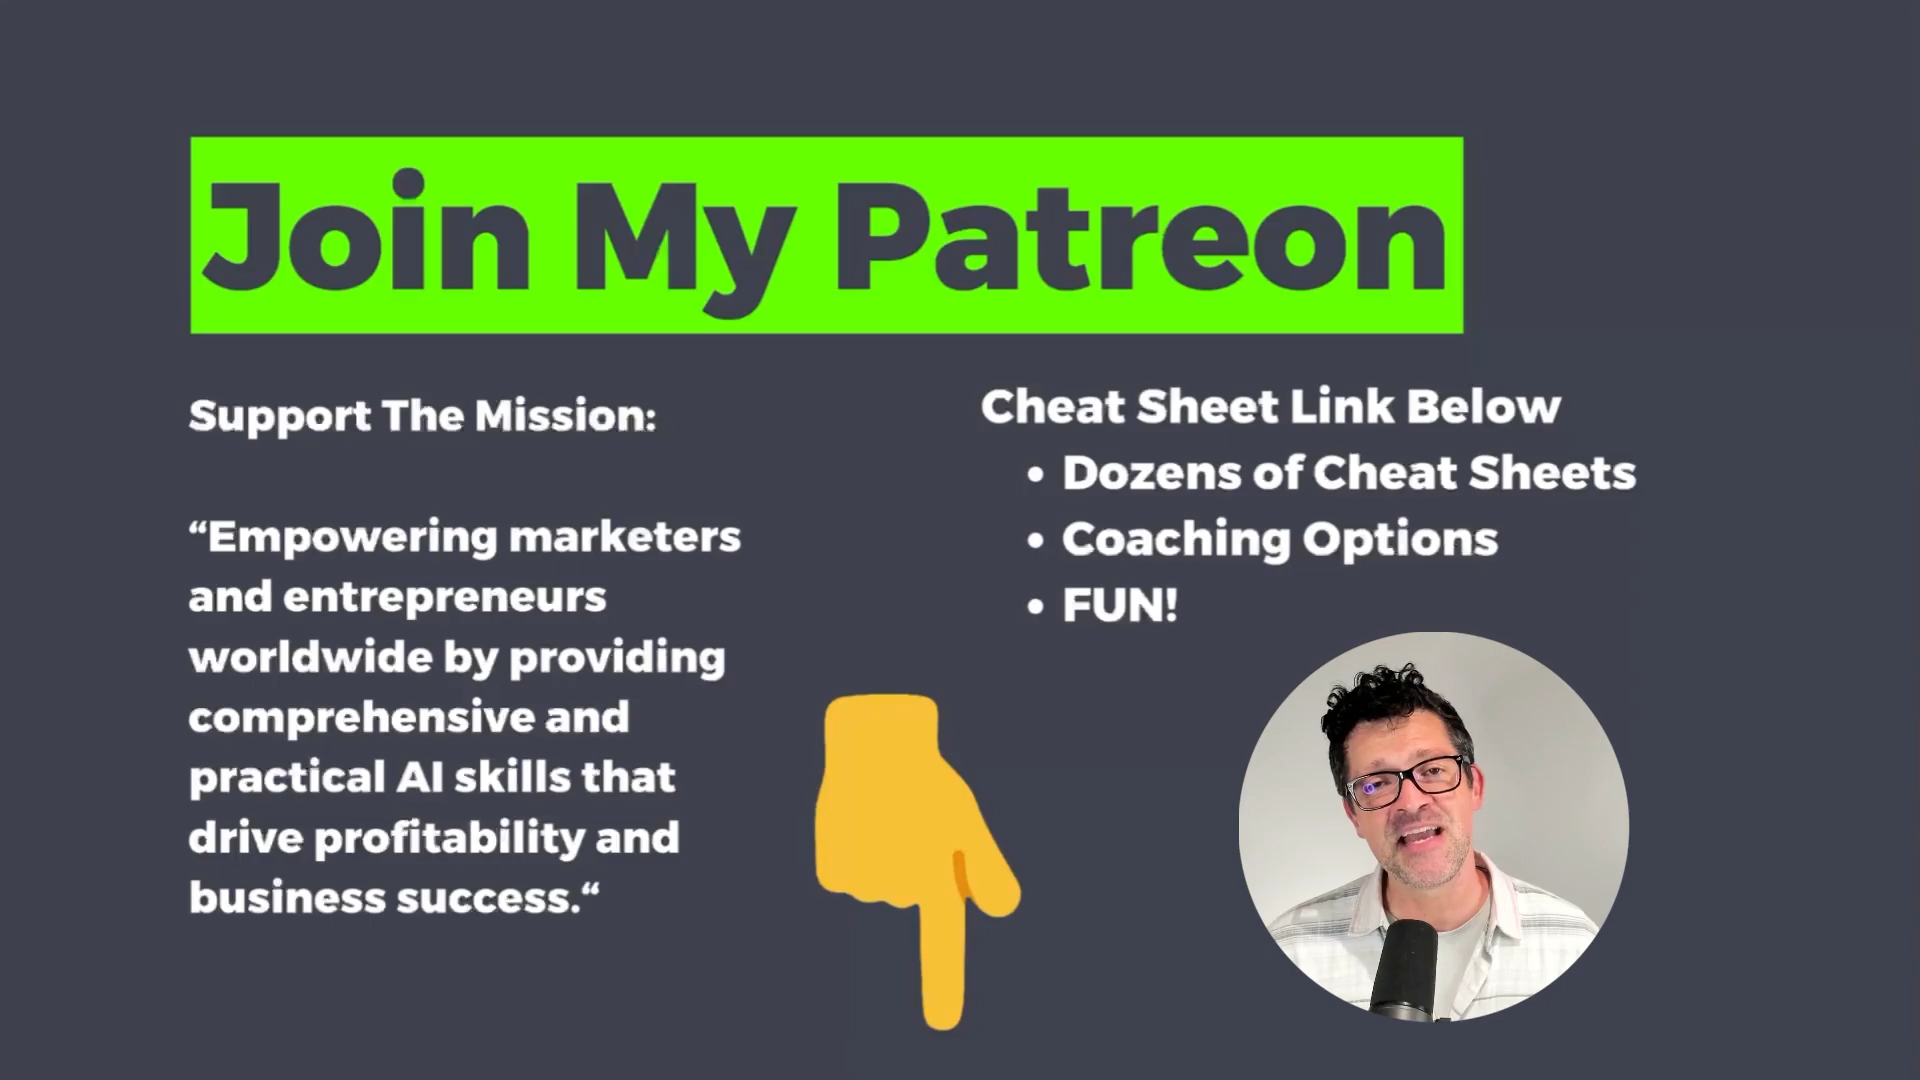 Join My Patreon
Support The Mission:
“Empowering marketers
and entrepreneurs
worldwide by providing
comprehensive and
practical AI skills that
drive profitability and
business success.“
Cheat Sheet Link Below
• Dozens of Cheat Sheets
• Coaching Options
• FUN!